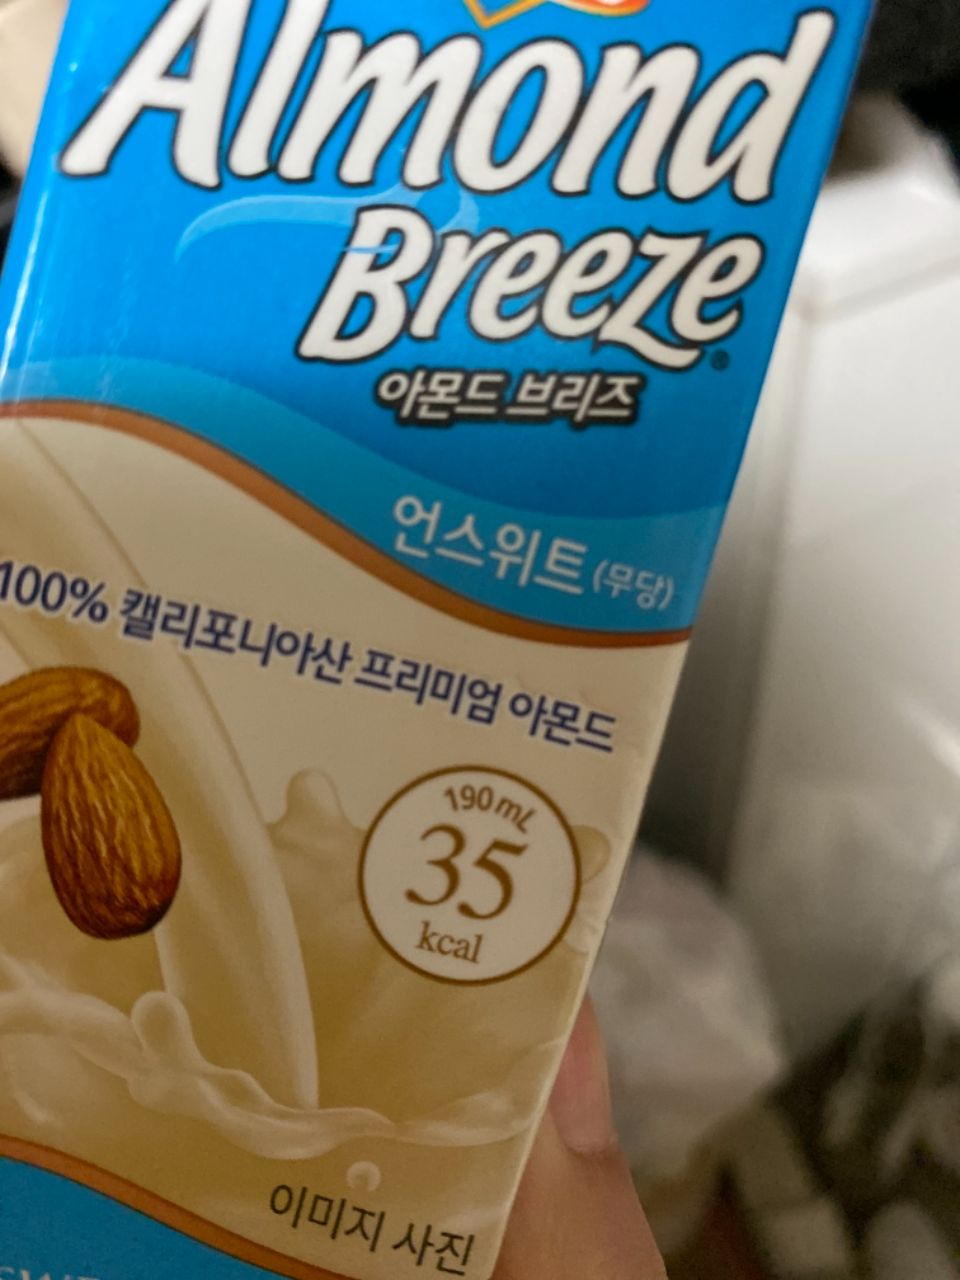 Almond
Breeze®
아몬드 브리즈
언스위트 (무당)
100% 캘리포니아산 프리미엄 아몬드
190mL
35
kcal
이미지 사진